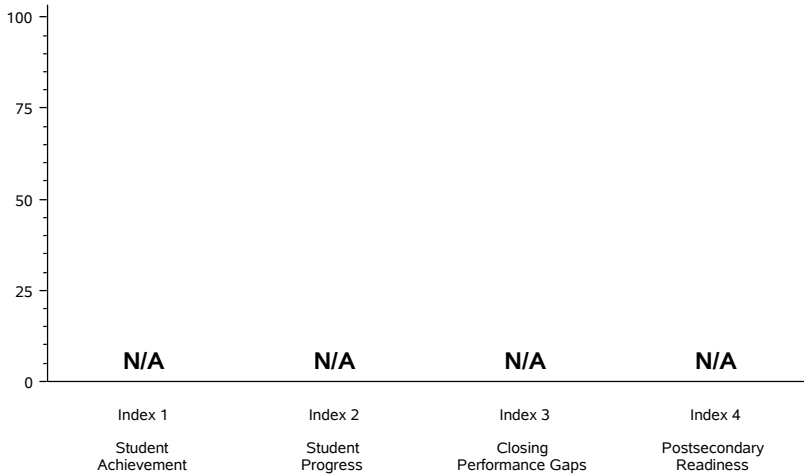 100
75
50
25
0
N/A N/A N/A N/A
Index 1 Index 2 Index 3 Index 4
Student Student Closing Postsecondary
Achievement Progress Performance Gaps Readiness